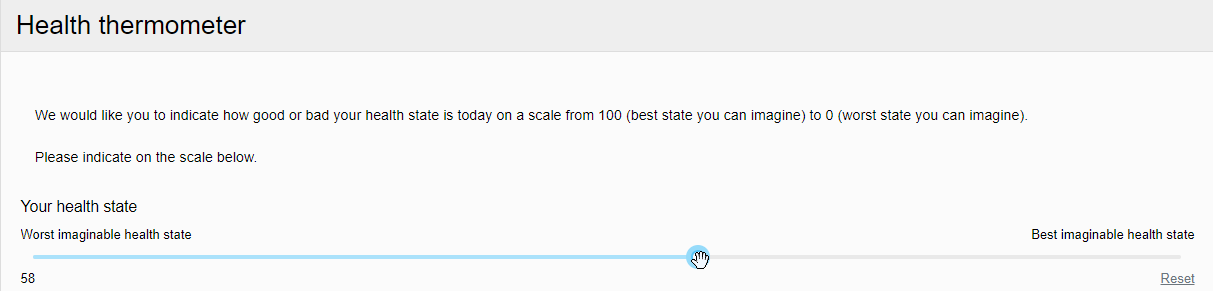 Health thermometer
We would like you to indicate how good or bad your health state is today on a scale from 100 (best state you can imagine) to 0 (worst state you can imagine).
Please indicate on the scale below.
Your health state
Worst imaginable health state
Best imaginable health state
58
Reset